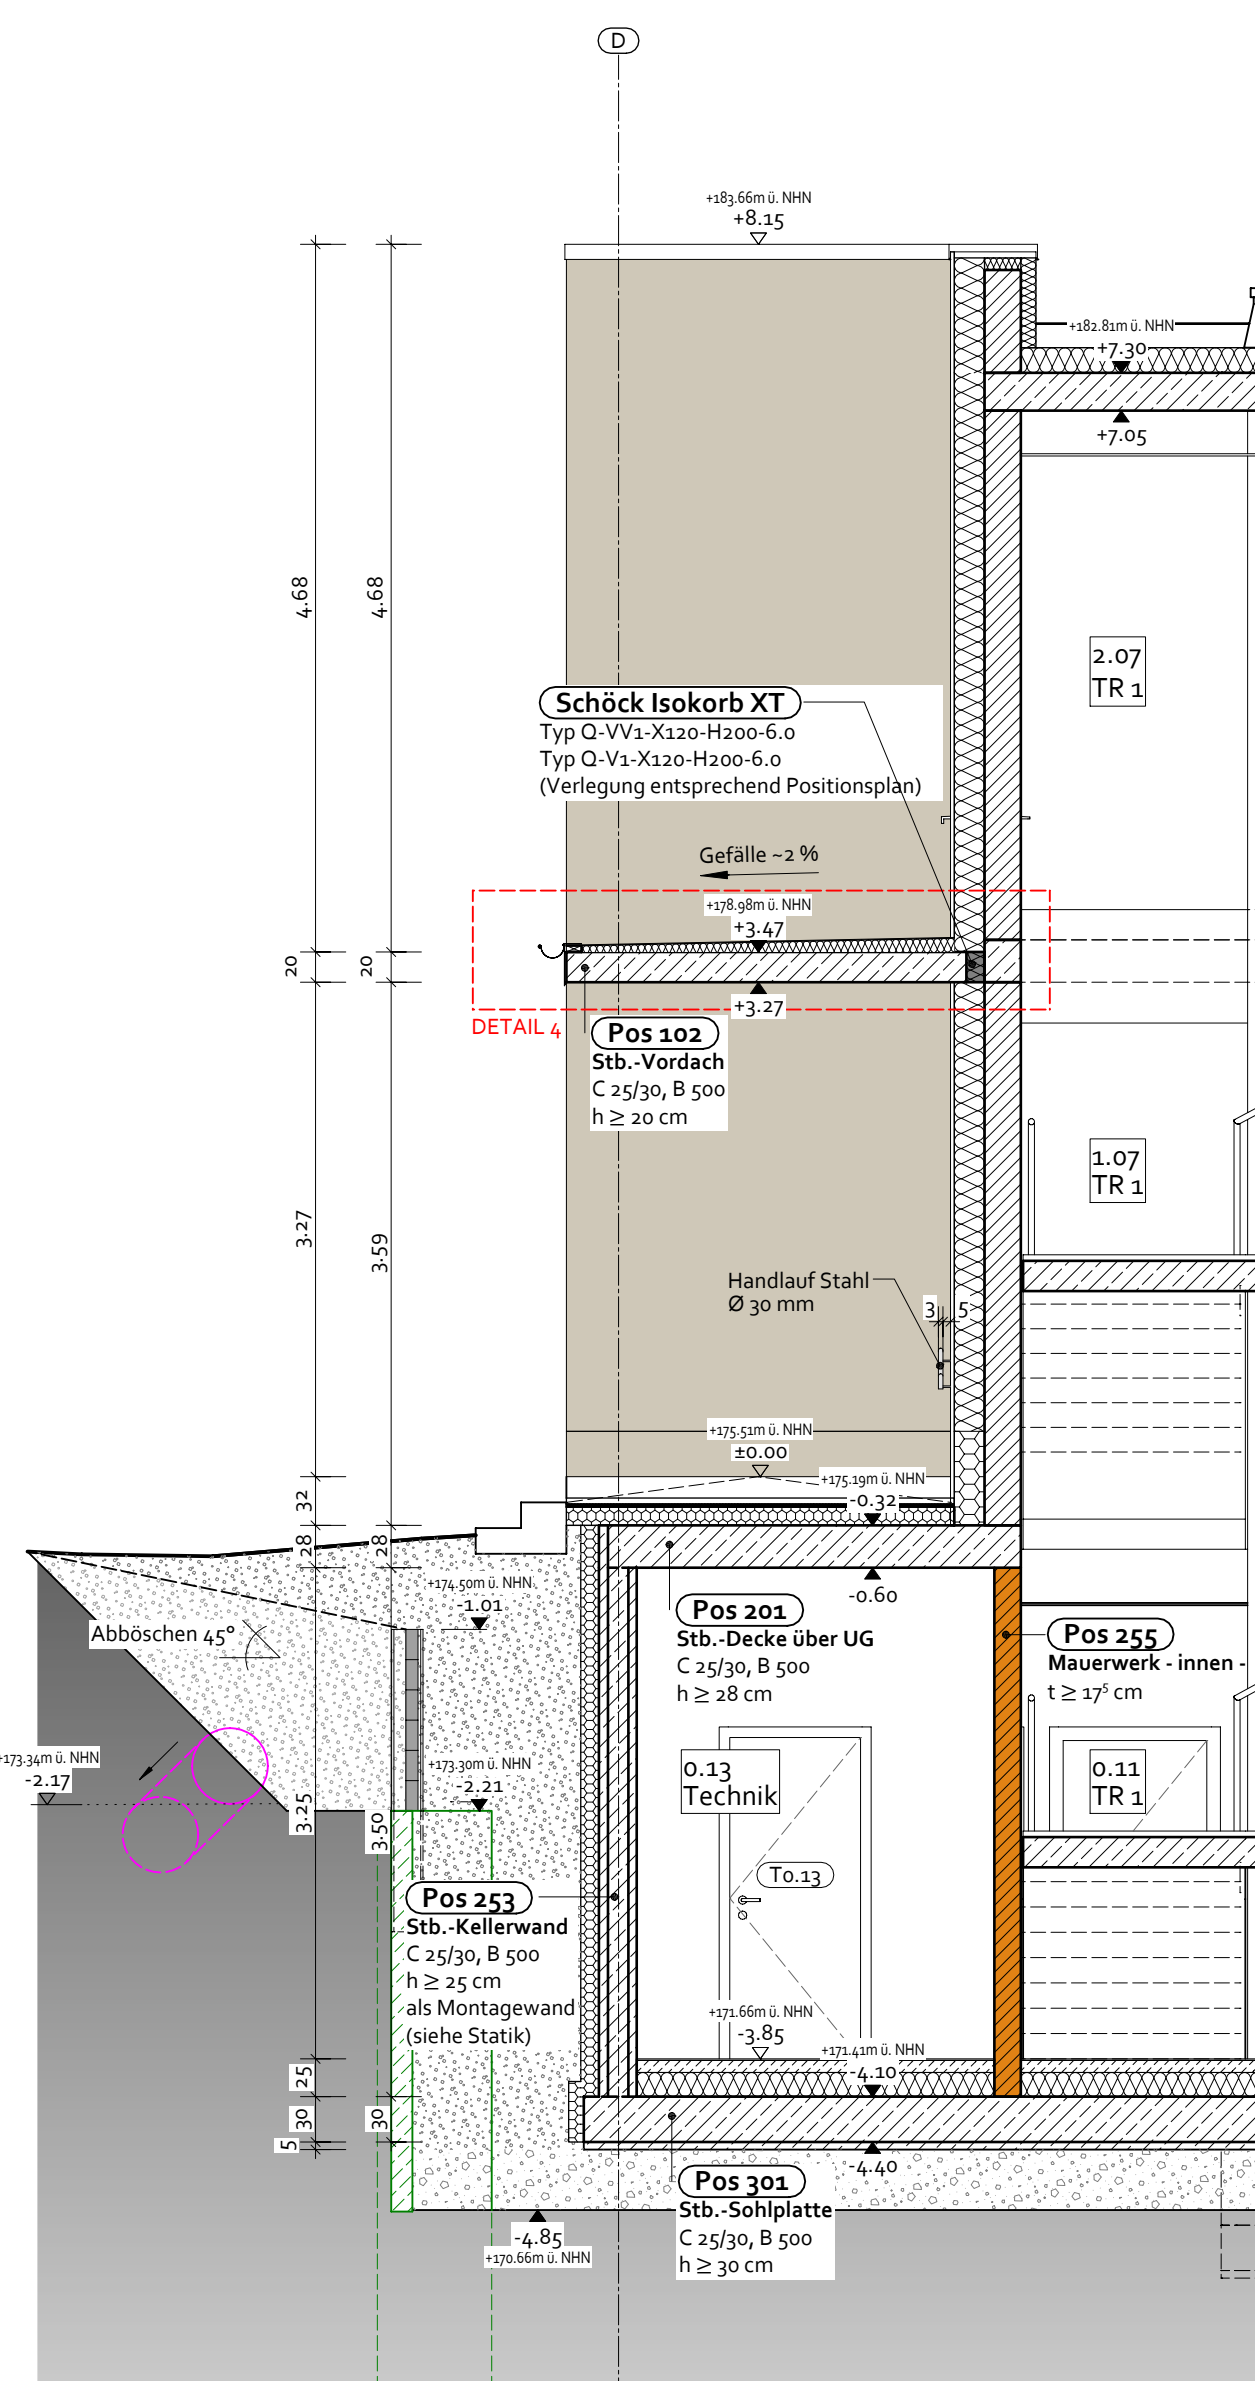 D
+183.66m ü. NHN
+8.15
+182.81m ü. NHN
+7.30
+7.05
4.68
4.68
2.07
TR 1
Schöck Isokorb XT
Typ Q-VV1-X120-H200-6.0
Typ Q-V1-X120-H200-6.0
(Verlegung entsprechend Positionsplan)
Gefälle ~2 %
+178.98m ü. NHN
+3.47
20
20
+3.27
DETAIL 4
Pos 102
Stb.-Vordach
C 25/30, B 500
h ≥ 20 cm
1.07
TR 1
3.27
3.59
Handlauf Stahl
Ø 30 mm
3
5
+175.51m ü. NHN
±0.00
+175.19m ü. NHN
-0.32
32
28
28
+174.50m ü. NHN
-1.01
-0.60
Abböschen 45°
Pos 201
Stb.-Decke über UG
C 25/30, B 500
h ≥ 28 cm
Pos 255
Mauerwerk - innen -
t ≥ 17⁵ cm
+173.34m ü. NHN
-2.17
+173.30m ü. NHN
-2.21
0.13
Technik
0.11
TR 1
3.25
3.50
T0.13
Pos 253
Stb.-Kellerwand
C 25/30, B 500
h ≥ 25 cm
als Montagewand
(siehe Statik)
+171.66m ü. NHN
-3.85
+171.41m ü. NHN
-4.10
25
30
30
5
-4.40
Pos 301
Stb.-Sohlplatte
C 25/30, B 500
h ≥ 30 cm
-4.85
+170.66m ü. NHN